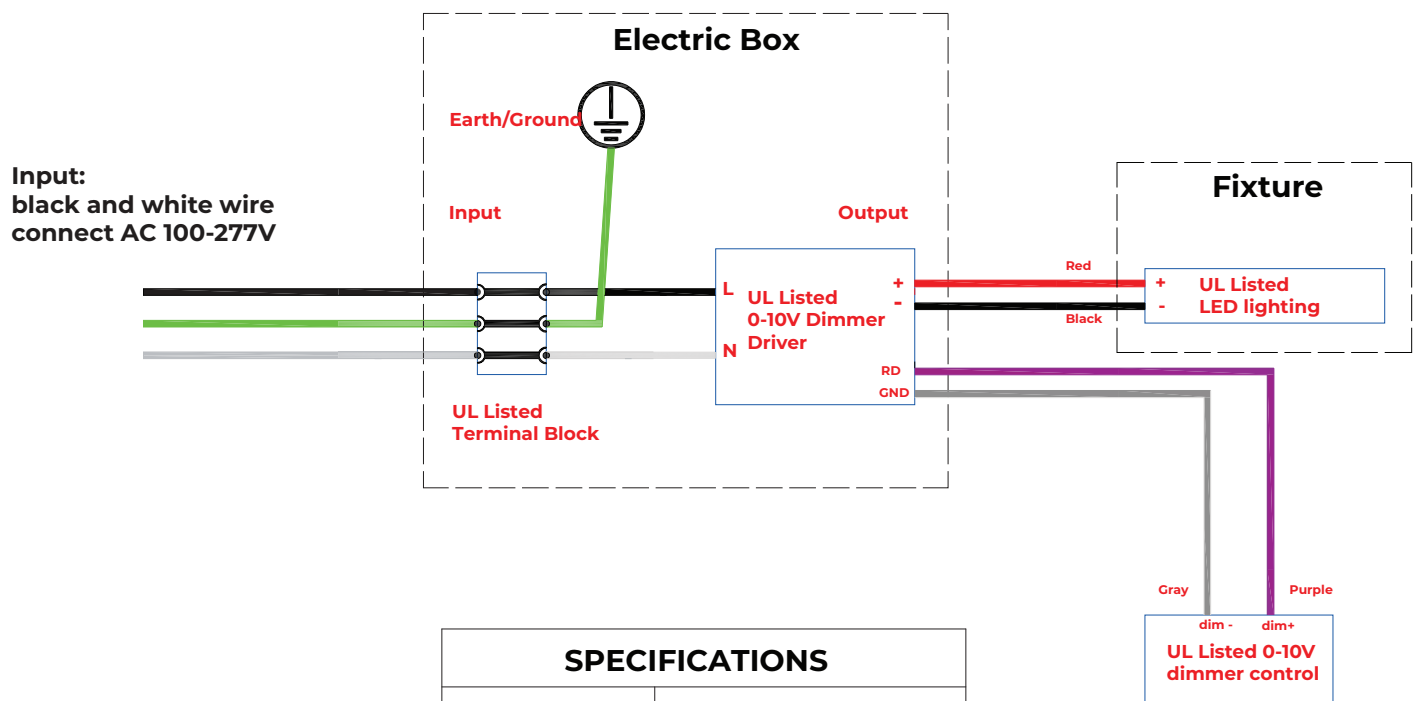 Electric Box
Earth/Ground
Input:
black and white wire
connect AC 100-277V
Input
Output
Fixture
L
N
UL Listed
0-10V Dimmer
Driver
+
-
RD
GND
Red
Black
+
-
UL Listed
LED lighting
UL Listed
Terminal Block
Gray
Purple
dim -
dim+
UL Listed 0-10V
dimmer control
SPECIFICATIONS